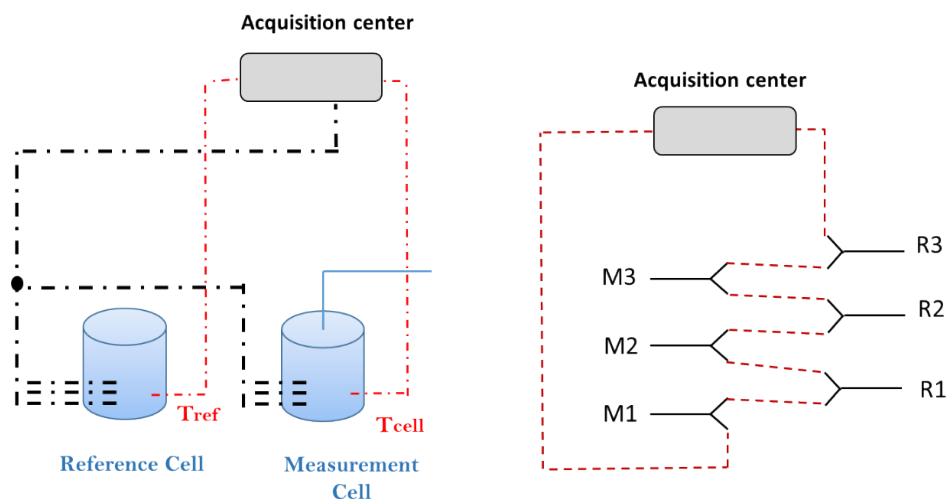 Acquisition center
Tref
Tcell
Reference Cell
Measurement
Cell
Acquisition center
R3
M3
R2
M2
R1
M1